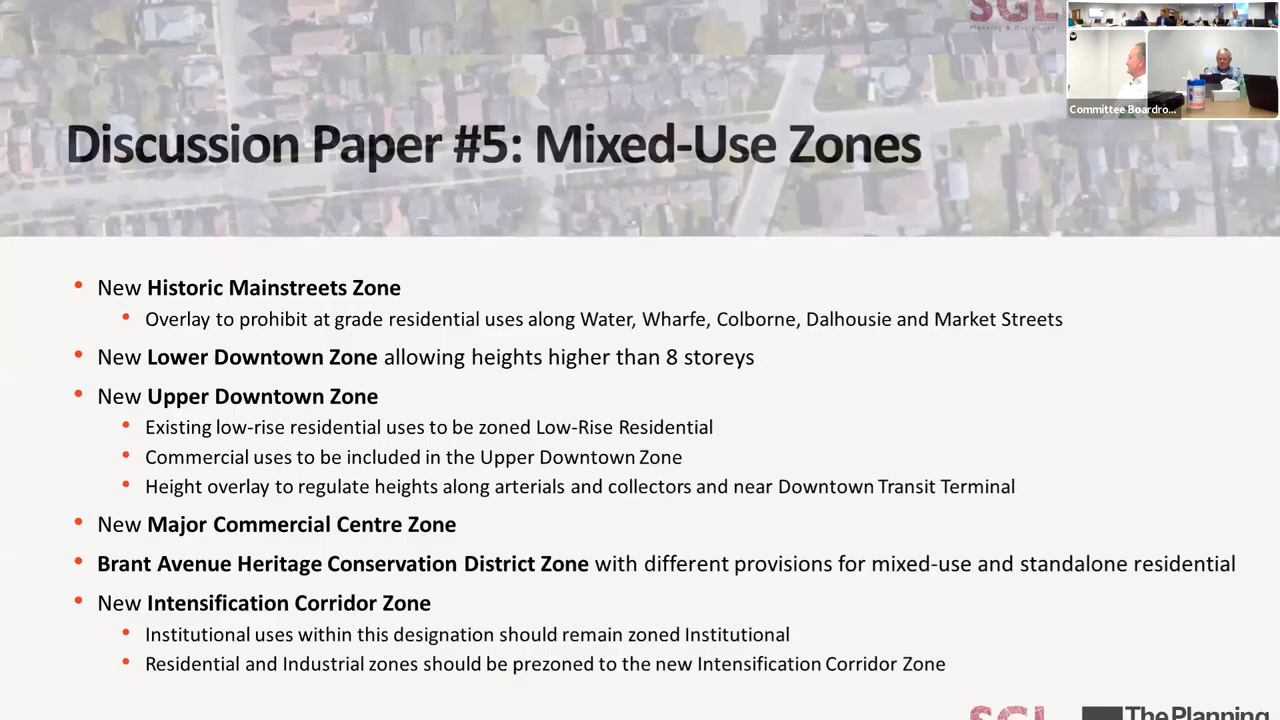 SGL
Planning & Design Inc.
Committee Boardro...
Discussion Paper #5: Mixed-Use Zones
• New Historic Mainstreets Zone
• Overlay to prohibit at grade residential uses along Water, Wharfe, Colborne, Dalhousie and Market Streets
• New Lower Downtown Zone allowing heights higher than 8 storeys
• New Upper Downtown Zone
• Existing low-rise residential uses to be zoned Low-Rise Residential
• Commercial uses to be included in the Upper Downtown Zone
• Height overlay to regulate heights along arterials and collectors and near Downtown Transit Terminal
• New Major Commercial Centre Zone
• Brant Avenue Heritage Conservation District Zone with different provisions for mixed-use and standalone residential
• New Intensification Corridor Zone
• Institutional uses within this designation should remain zoned Institutional
• Residential and Industrial zones should be prezoned to the new Intensification Corridor Zone
SGL
The Planning